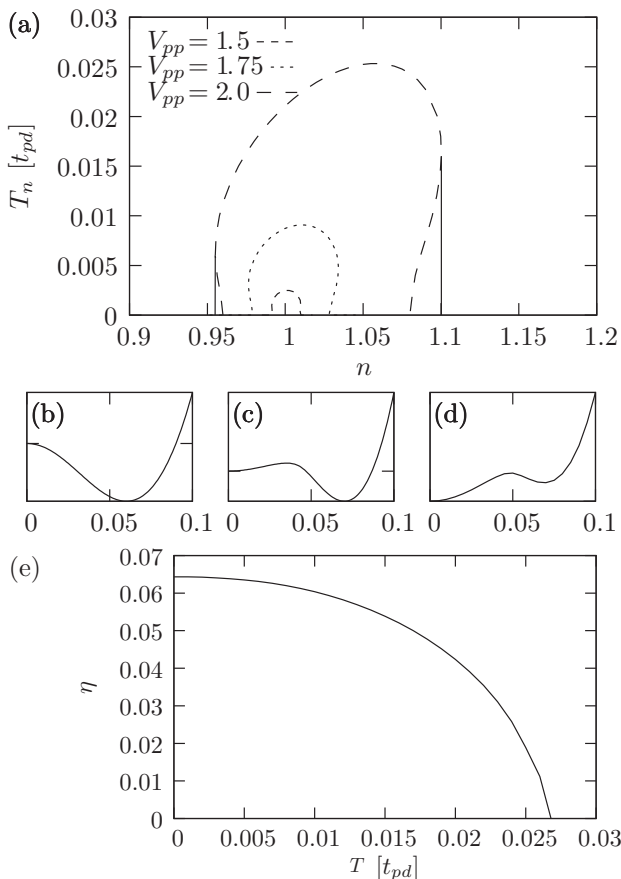 (a)
V_pp = 1.5
V_pp = 1.75
V_pp = 2.0
T_n [t_pd]
0.03
0.025
0.02
0.015
0.01
0.005
0
0.9 0.95 1 1.05 1.1 1.15 1.2
n
(b) (c) (d)
0 0.05 0.1 0 0.05 0.1 0 0.05 0.1
(e)
0.07
0.06
0.05
0.04
0.03
0.02
0.01
0
η
0 0.005 0.01 0.015 0.02 0.025 0.03
T [t_pd]